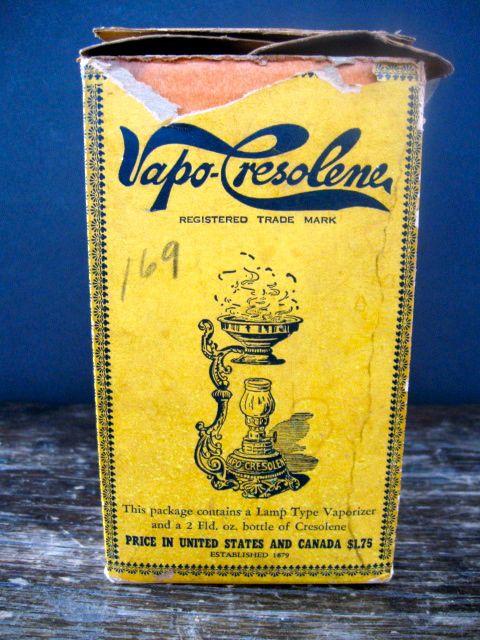 Vapo-Cresolene
REGISTERED TRADE MARK
169
VAPO-CRESOLEN
This package contains a Lamp Type Vaporizer
and a 2 Fld. oz. bottle of Cresolene
PRICE IN UNITED STATES AND CANADA $1.75
ESTABLISHED 1879